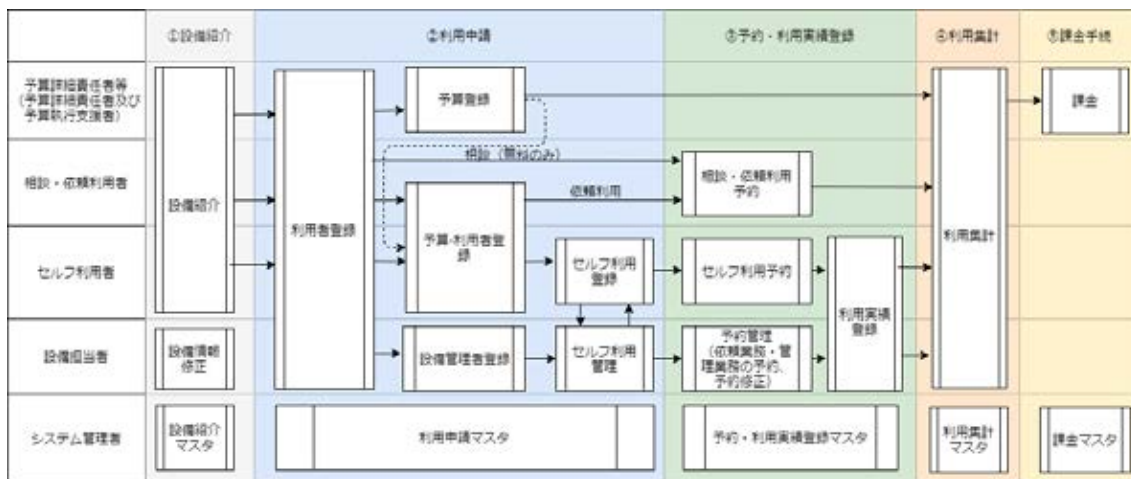 ①設備紹介
②利用申請
③予約・利用実績登録
④利用集計
⑤課金手続
予算詳細責任者等
(予算詳細責任者及び
予算執行支援者)
予算登録
課金
相談（無料のみ）
相談・依頼利用者
設備紹介
利用者登録
依頼利用
相談・依頼利用
予約
利用集計
予算-利用者登
録
セルフ利用者
セルフ利用
登録
セルフ利用予約
利用実績
登録
設備担当者
設備情報
修正
設備管理者登録
セルフ利用
管理
予約管理
（依頼業務・管
理業務の予約、
予約修正）
システム管理者
設備紹介
マスタ
利用申請マスタ
予約・利用実績登録マスタ
利用集計
マスタ
課金マスタ